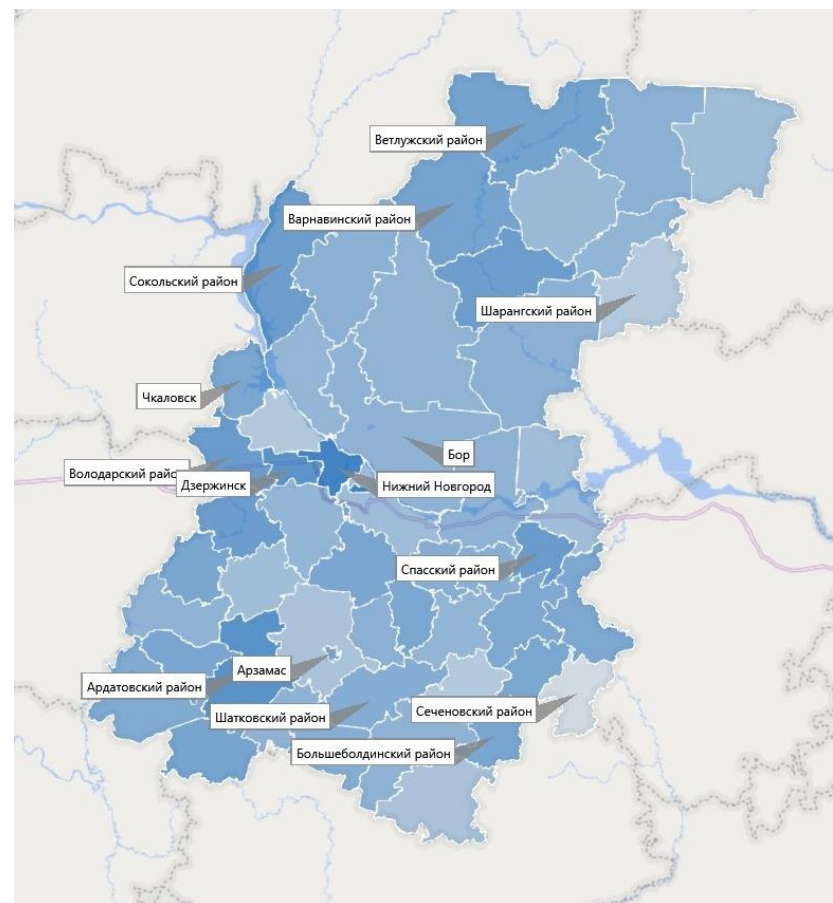 Ветлужский район
Варнавинский район
Сокольский район
Шарангский район
Чкаловск
Бор
Володарский райо
Дзержинск
Нижний Новгород
Спасский район
Арзамас
Ардатовский район
Сеченовский район
Шатковский район
Большеболдинский район